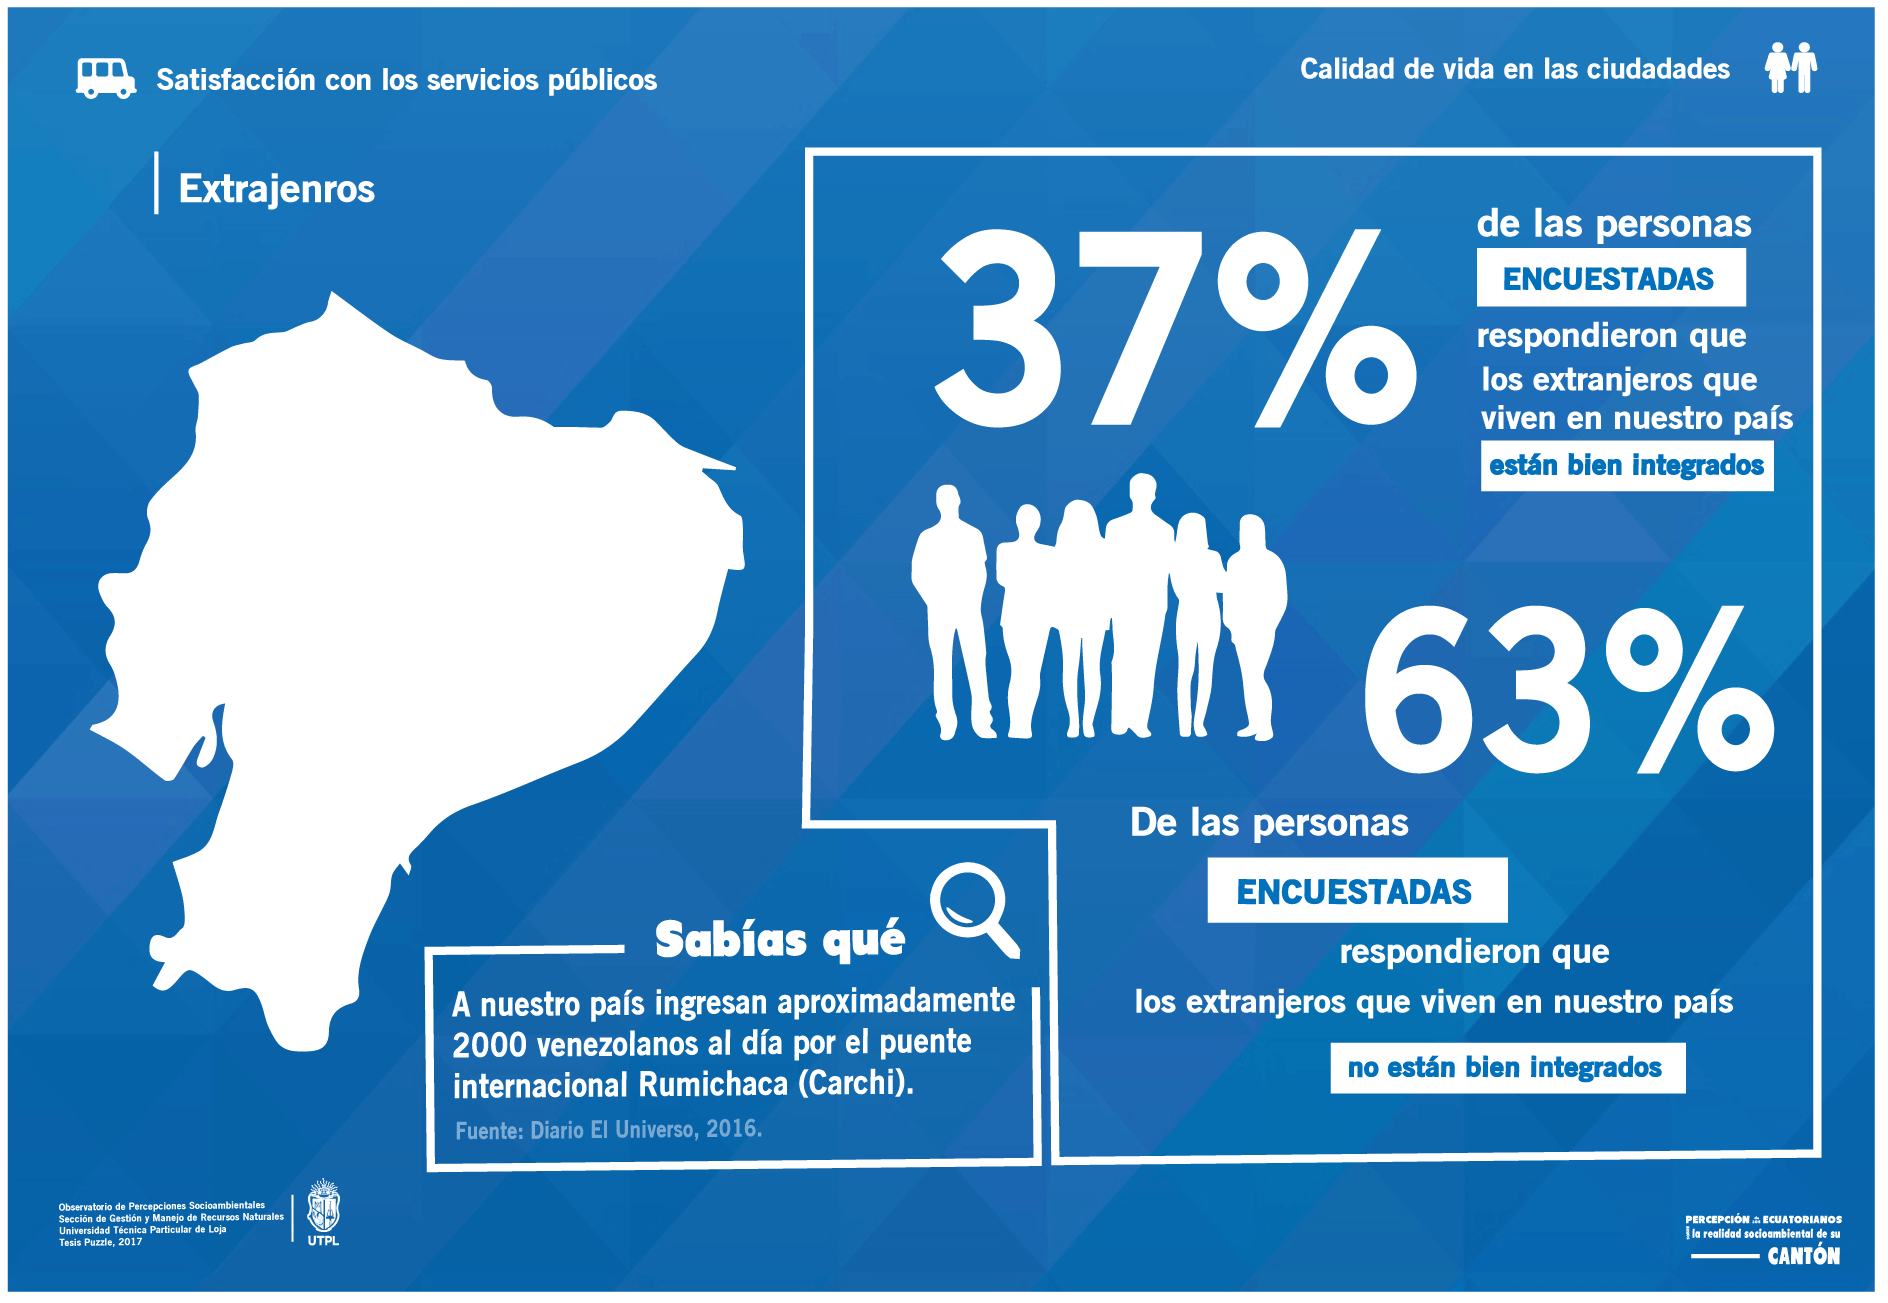 Satisfacción con los servicios públicos
Calidad de vida en las ciudadades
Extrajenros
37%
de las personas
ENCUESTADAS
respondieron que
los extranjeros que
viven en nuestro país
están bien integrados
63%
De las personas
ENCUESTADAS
respondieron que
los extranjeros que viven en nuestro país
no están bien integrados
Sabías qué
A nuestro país ingresan aproximadamente
2000 venezolanos al día por el puente
internacional Rumichaca (Carchi).
Fuente: Diario El Universo, 2016.
Observatorio de Percepciones Socioambientales
Sección de Gestión y Manejo de Recursos Naturales
Universidad Técnica Particular de Loja
Tesis Puzzle, 2017
UTPL
PERCEPCIÓN ECUATORIANOS
la realidad socioambiental de su
CANTÓN